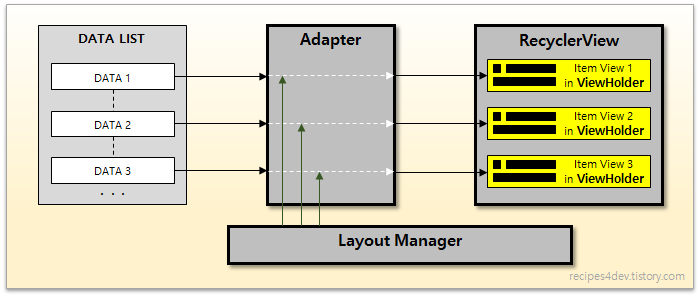 DATA LIST
DATA 1
DATA 2
DATA 3
. . .
Adapter
RecyclerView
Item View 1
in ViewHolder
Item View 2
in ViewHolder
Item View 3
in ViewHolder
Layout Manager
recipes4dev.tistory.com